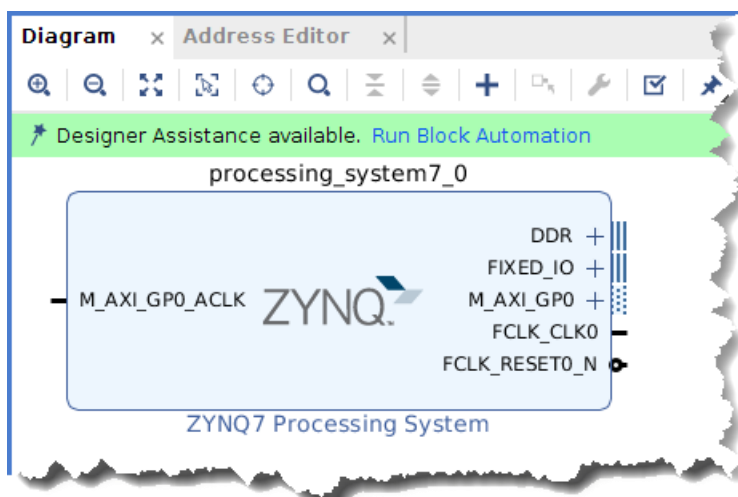 Diagram × Address Editor ×
Designer Assistance available. Run Block Automation
processing_system7_0
DDR
FIXED_IO
M_AXI_GP0_ACLK ZYNQ™ M_AXI_GP0
FCLK_CLK0
FCLK_RESET0_N
ZYNQ7 Processing System